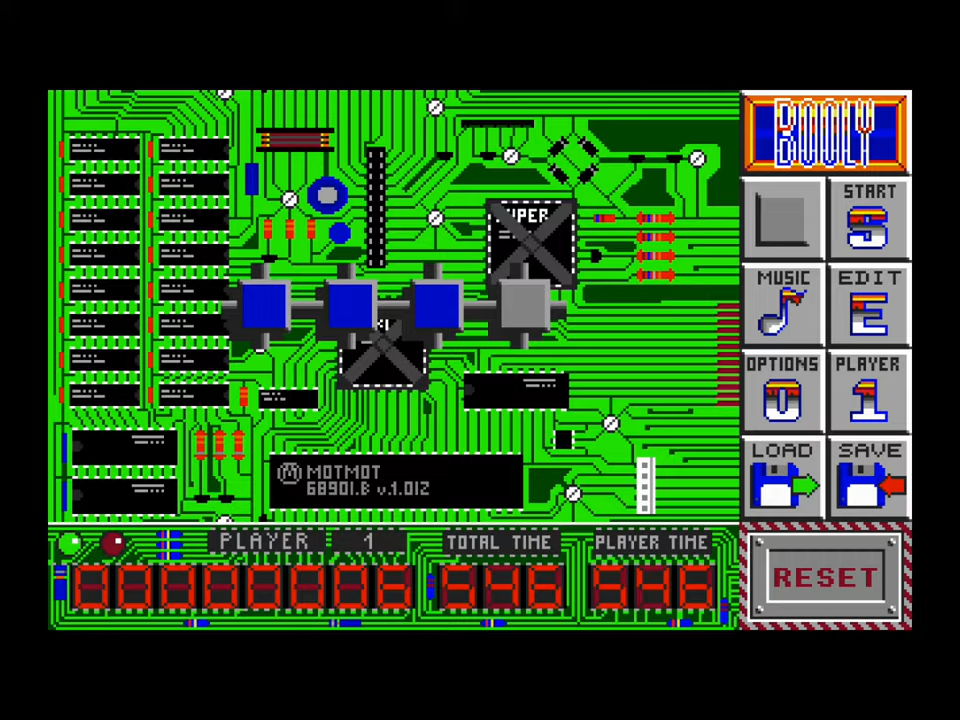 BOOLY
START
S
MUSIC
EDIT
E
OPTIONS
O
PLAYER
1
LOAD
SAVE
MOTMOT
68901.B v.1.01Z
PLAYER 1
TOTAL TIME
PLAYER TIME
RESET